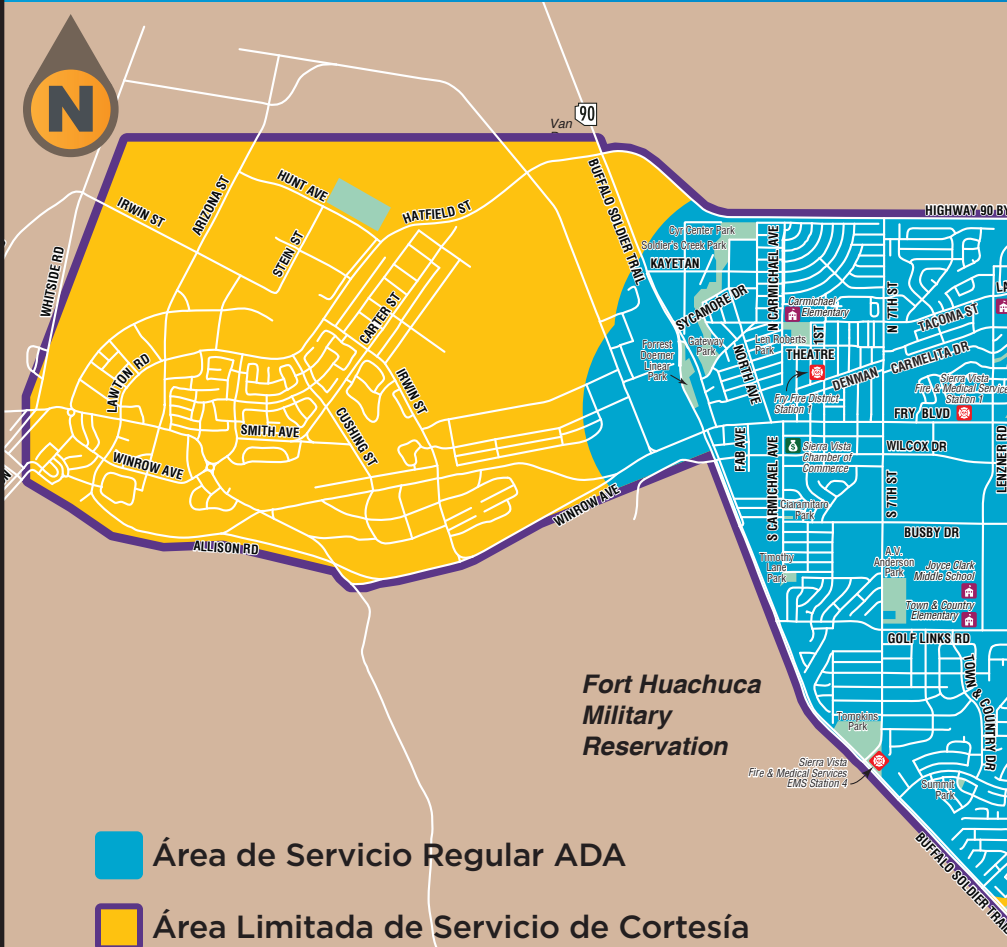 N
90
Van
HIGHWAY 90 BY
BUFFALO SOLDIER TRAIL
HUNT AVE
ARIZONA ST
IRWIN ST
HATFIELD ST
STEIN ST
WHITSIDE RD
CARTER ST
LAWTON RD
IRWIN ST
CUSHING ST
SMITH AVE
WINROW AVE
WINROW AVE
ALLISON RD
Cyr Center Park
Soldier's Creek Park
KAYETAN
SYCAMORE DR
N CARMICHAEL AVE
Carmichael
Elementary
N 7TH ST
TACOMA ST
LA
Forrest
Doerner
Linear
Park
Gateway
Park
Len Roberts
Park
1ST
THEATRE
NORTH AVE
DENMAN
CARMELITA DR
Fry Fire District
Station 1
Sierra Vista
Fire & Medical Service
Station 1
FRY BLVD
FAB AVE
S CARMICHAEL AVE
Sierra Vista
Chamber of
Commerce
WILCOX DR
LENZNER RD
S 7TH ST
Ciaramitaro
Park
BUSBY DR
Timothy
Lane
Park
A.V.
Anderson
Park
Joyce Clark
Middle School
Town & Country
Elementary
GOLF LINKS RD
TOWN & COUNTRY DR
Fort Huachuca
Military
Reservation
Tompkins
Park
Sierra Vista
Fire & Medical Services
EMS Station 4
Summit
Park
BUFFALO SOLDIER TRAIL
Área de Servicio Regular ADA
Área Limitada de Servicio de Cortesía